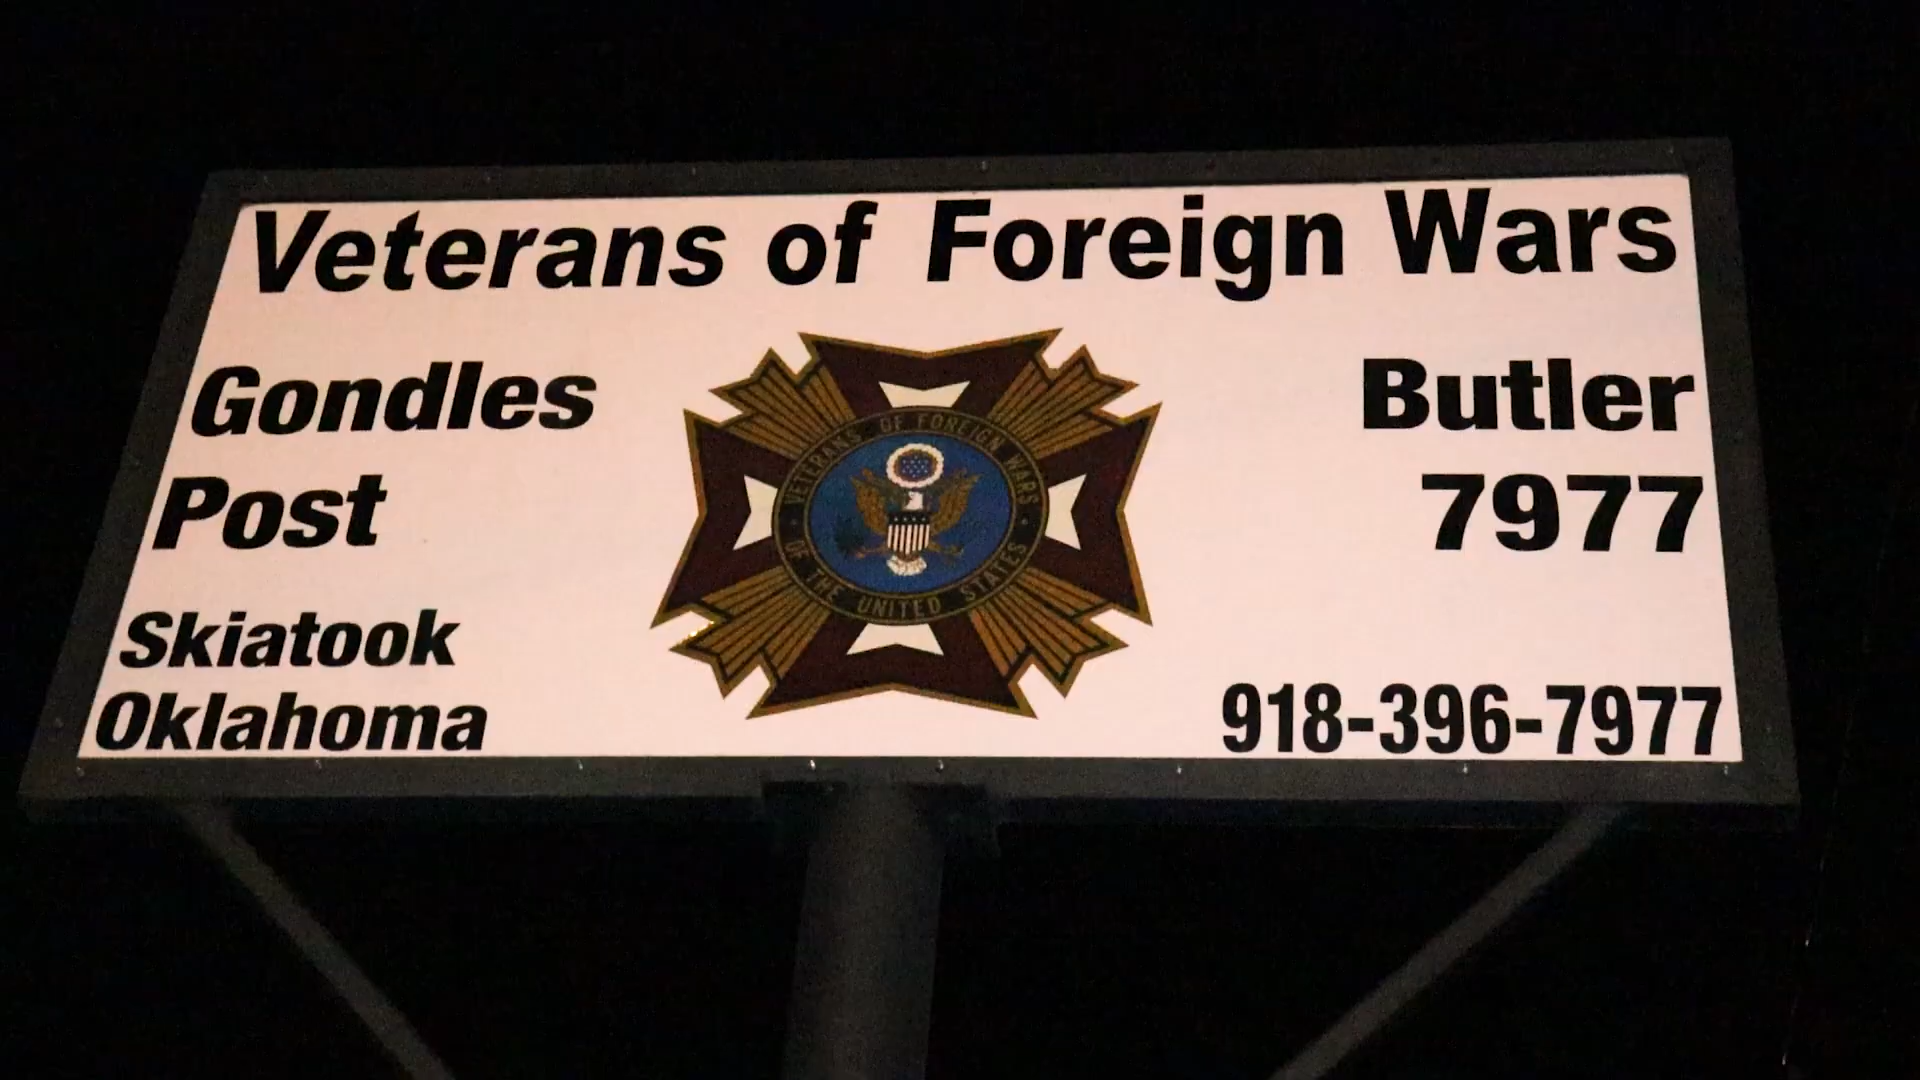 Veterans of Foreign Wars
Gondles Butler
Post 7977
VETERANS OF FOREIGN WARS
OF THE UNITED STATES
Skiatook
Oklahoma 918-396-7977